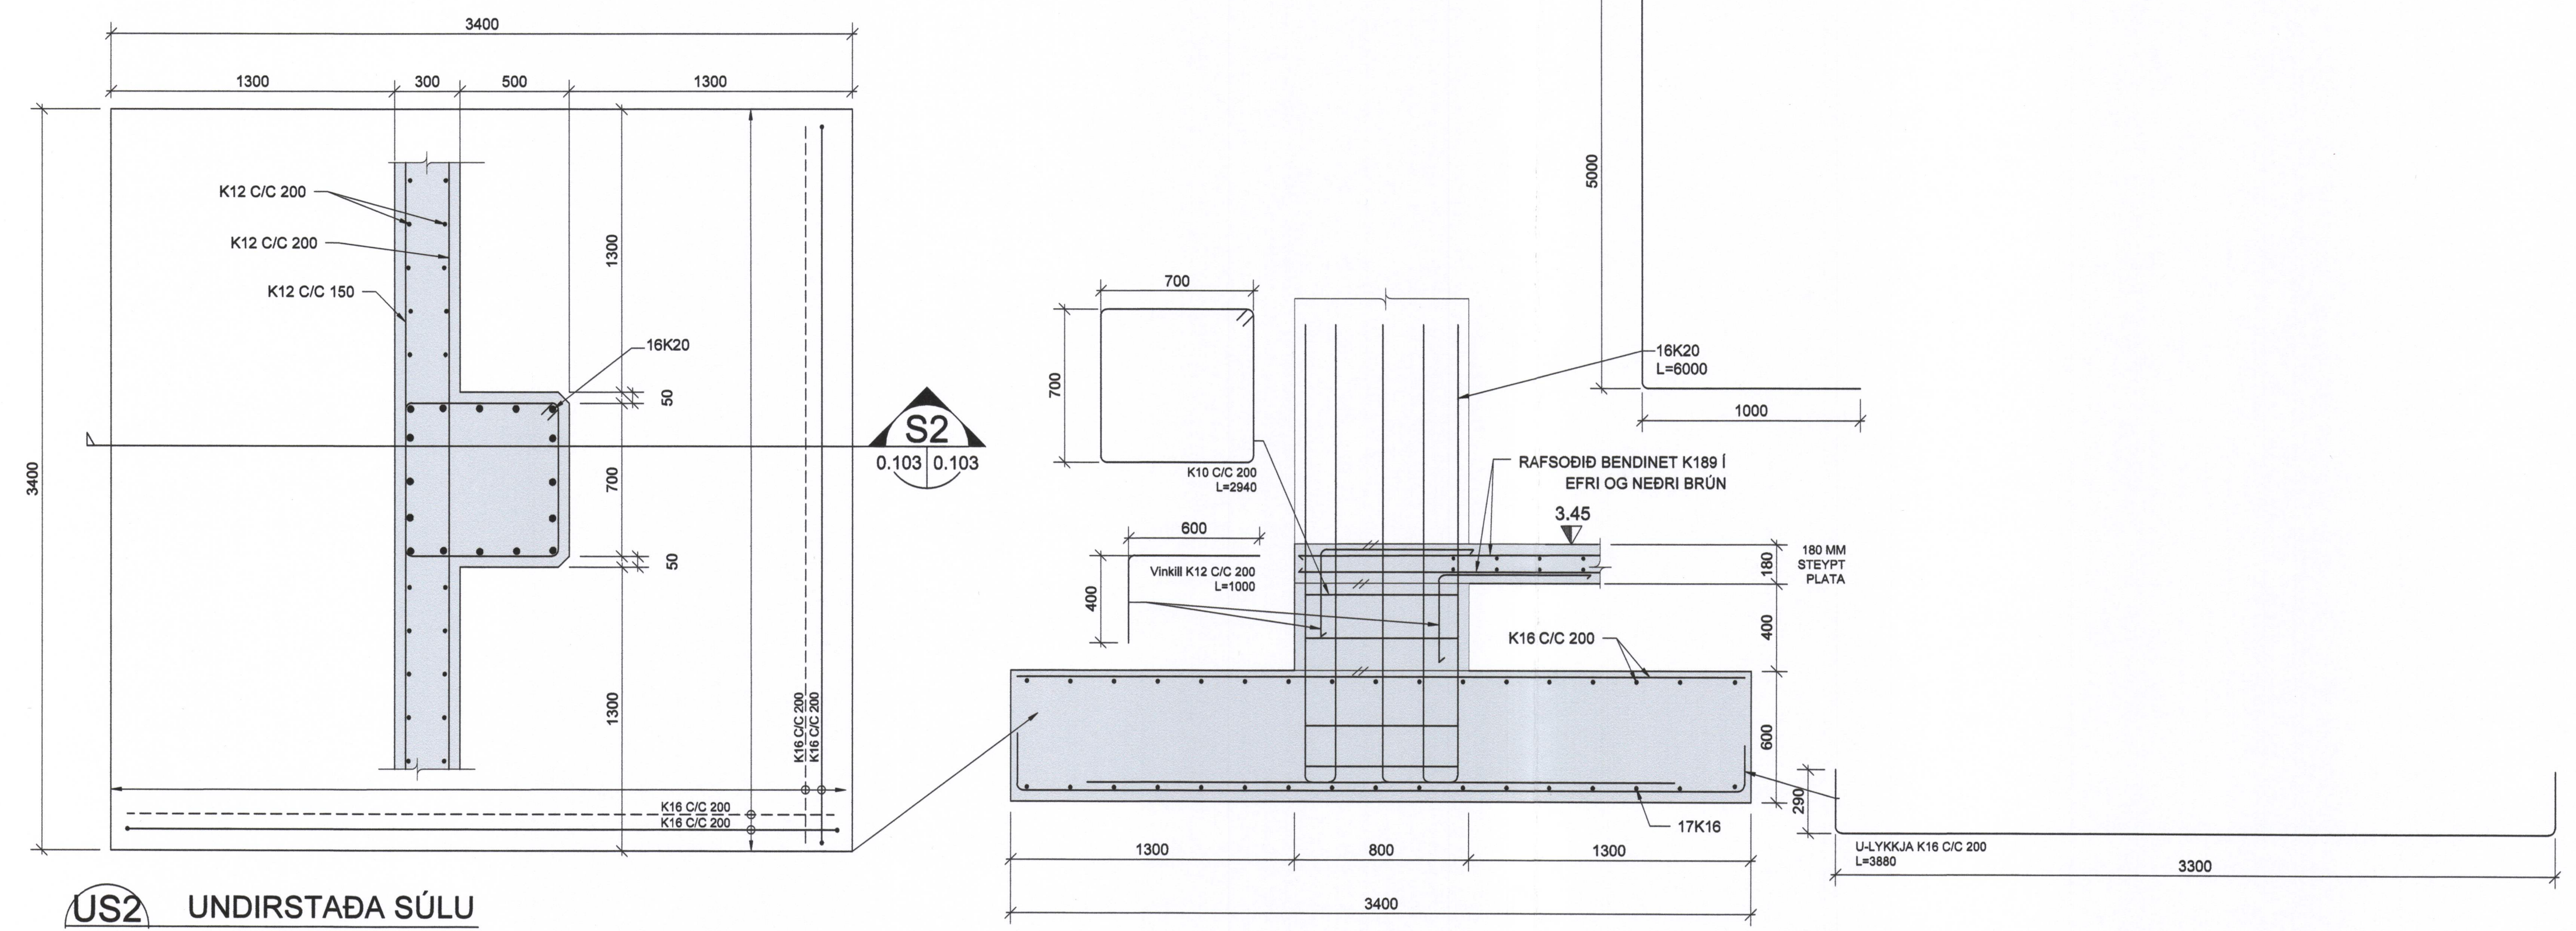 3400
1300 300 500 1300
3400
K12 C/C 200
K12 C/C 200
K12 C/C 150
1300
16K20
50
700
50
1300
K16 C/C 200
K16 C/C 200
K16 C/C 200
K16 C/C 200
S2
0.103 0.103
US2 UNDIRSTAÐA SÚLU
700
700
K10 C/C 200
L=2940
600
400
Vinkill K12 C/C 200
L=1000
5000
16K20
L=6000
1000
RAFSOÐIÐ BENDINET K189 Í
EFRI OG NEÐRI BRÚN
3.45
180
180 MM
STEYPT
PLATA
400
K16 C/C 200
600
290
17K16
1300 800 1300
3400
U-LYKKJA K16 C/C 200
L=3880
3300